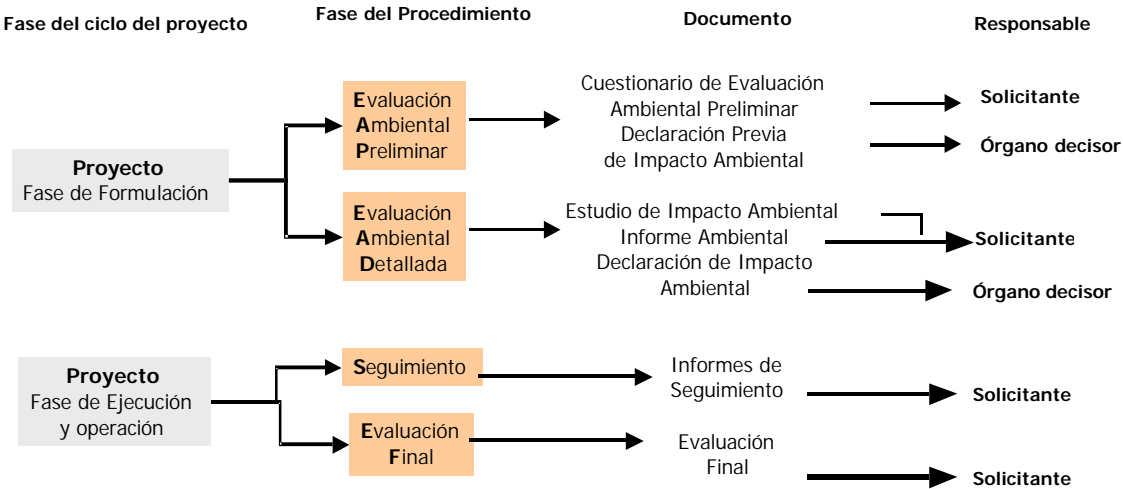 Fase del ciclo del proyecto
Fase del Procedimiento
Documento
Responsable
Proyecto
Fase de Formulación
Evaluación
Ambiental
Preliminar
Cuestionario de Evaluación
Ambiental Preliminar
Declaración Previa
de Impacto Ambiental
Solicitante
Órgano decisor
Evaluación
Ambiental
Detallada
Estudio de Impacto Ambiental
Informe Ambiental
Declaración de Impacto
Ambiental
Solicitante
Órgano decisor
Proyecto
Fase de Ejecución
y operación
Seguimiento
Informes de
Seguimiento
Solicitante
Evaluación
Final
Evaluación
Final
Solicitante